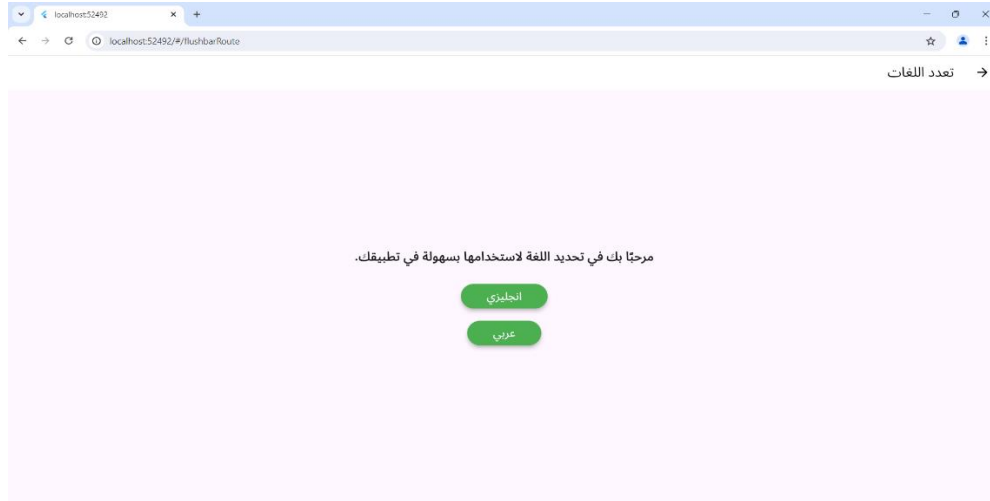 localhost:52492
localhost:52492/#/flushbarRoute
تعدد اللغات
مرحبًا بك في تحديد اللغة لاستخدامها بسهولة في تطبيقك.
انجليزي
عربي